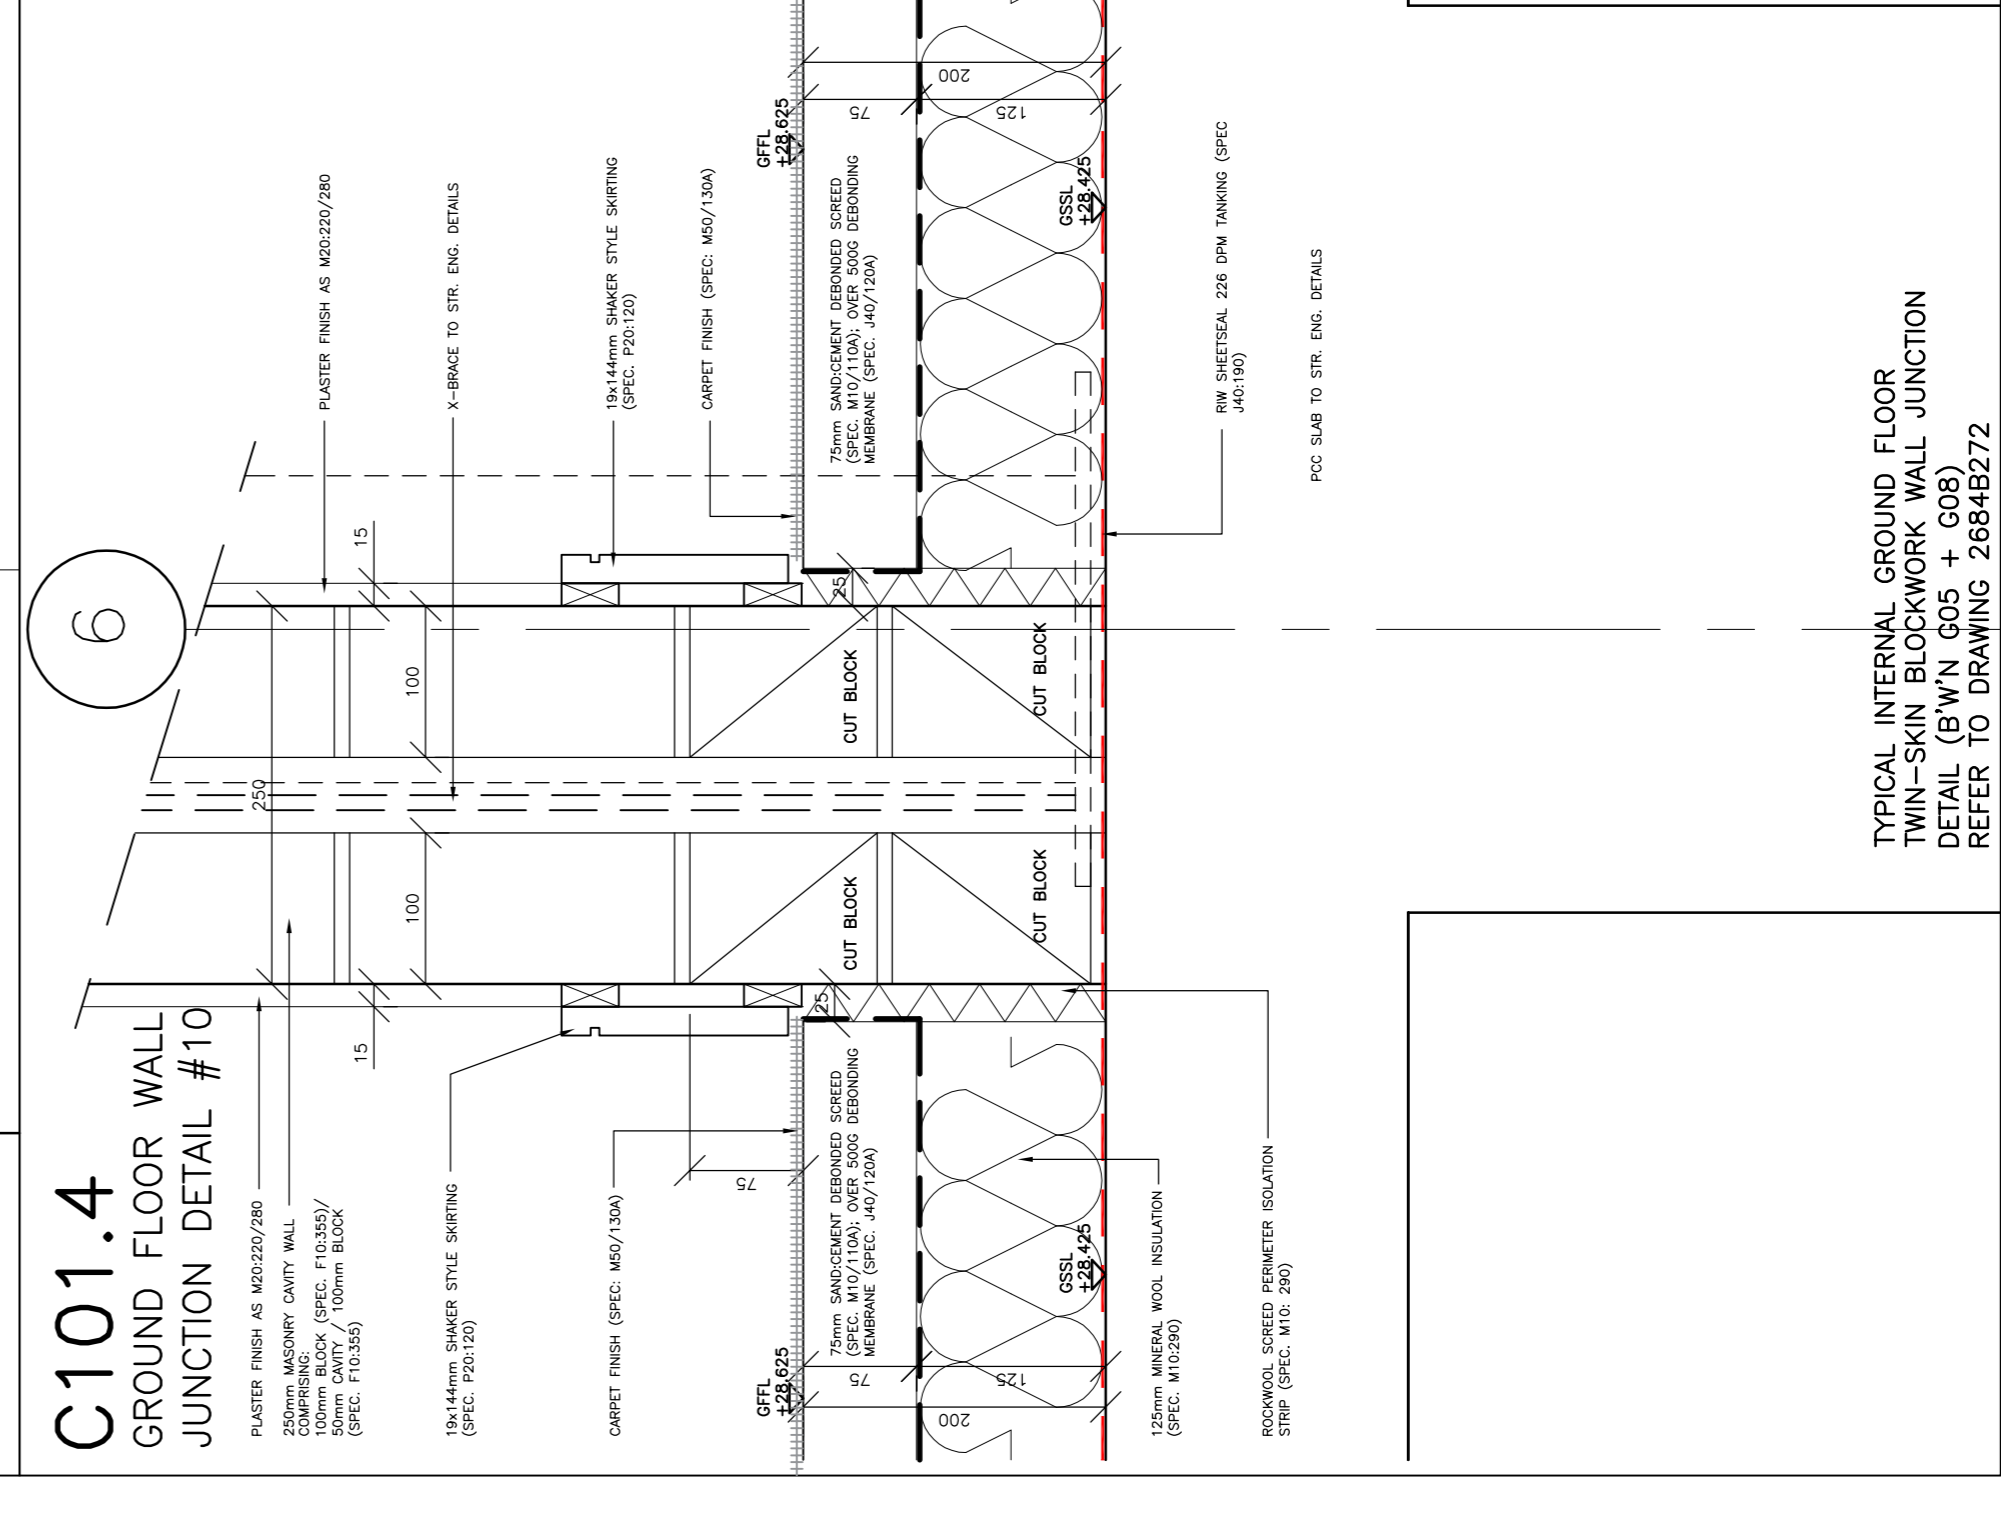 C101.4
GROUND FLOOR WALL
JUNCTION DETAIL #10
6
PLASTER FINISH AS M20:220/280
250mm MASONRY CAVITY WALL
COMPRISING:
100mm BLOCK (SPEC. F10:355)/
50mm CAVITY / 100mm BLOCK
(SPEC. F10:355)
19x144mm SHAKER STYLE SKIRTING
(SPEC. P20:120)
CARPET FINISH (SPEC: M50/130A)
GFFL
+28.625
75mm SAND:CEMENT DEBONDED SCREED
(SPEC. M10/110A); OVER 500G DEBONDING
MEMBRANE (SPEC. J40/120A)
GSSL
+28.425
125mm MINERAL WOOL INSULATION
(SPEC. M10:290)
ROCKWOOL SCREED PERIMETER ISOLATION
STRIP (SPEC. M10: 290)
75
125
200
75
15
25
250
100
100
CUT BLOCK
CUT BLOCK
CUT BLOCK
CUT BLOCK
15
25
PLASTER FINISH AS M20:220/280
X-BRACE TO STR. ENG. DETAILS
19x144mm SHAKER STYLE SKIRTING
(SPEC. P20:120)
CARPET FINISH (SPEC: M50/130A)
GFFL
+28.625
75mm SAND:CEMENT DEBONDED SCREED
(SPEC. M10/110A); OVER 500G DEBONDING
MEMBRANE (SPEC. J40/120A)
75
125
200
GSSL
+28.425
RIW SHEETSEAL 226 DPM TANKING (SPEC
J40:190)
PCC SLAB TO STR. ENG. DETAILS
TYPICAL INTERNAL GROUND FLOOR
TWIN-SKIN BLOCKWORK WALL JUNCTION
DETAIL (B'W'N G05 + G08)
REFER TO DRAWING 2684B272